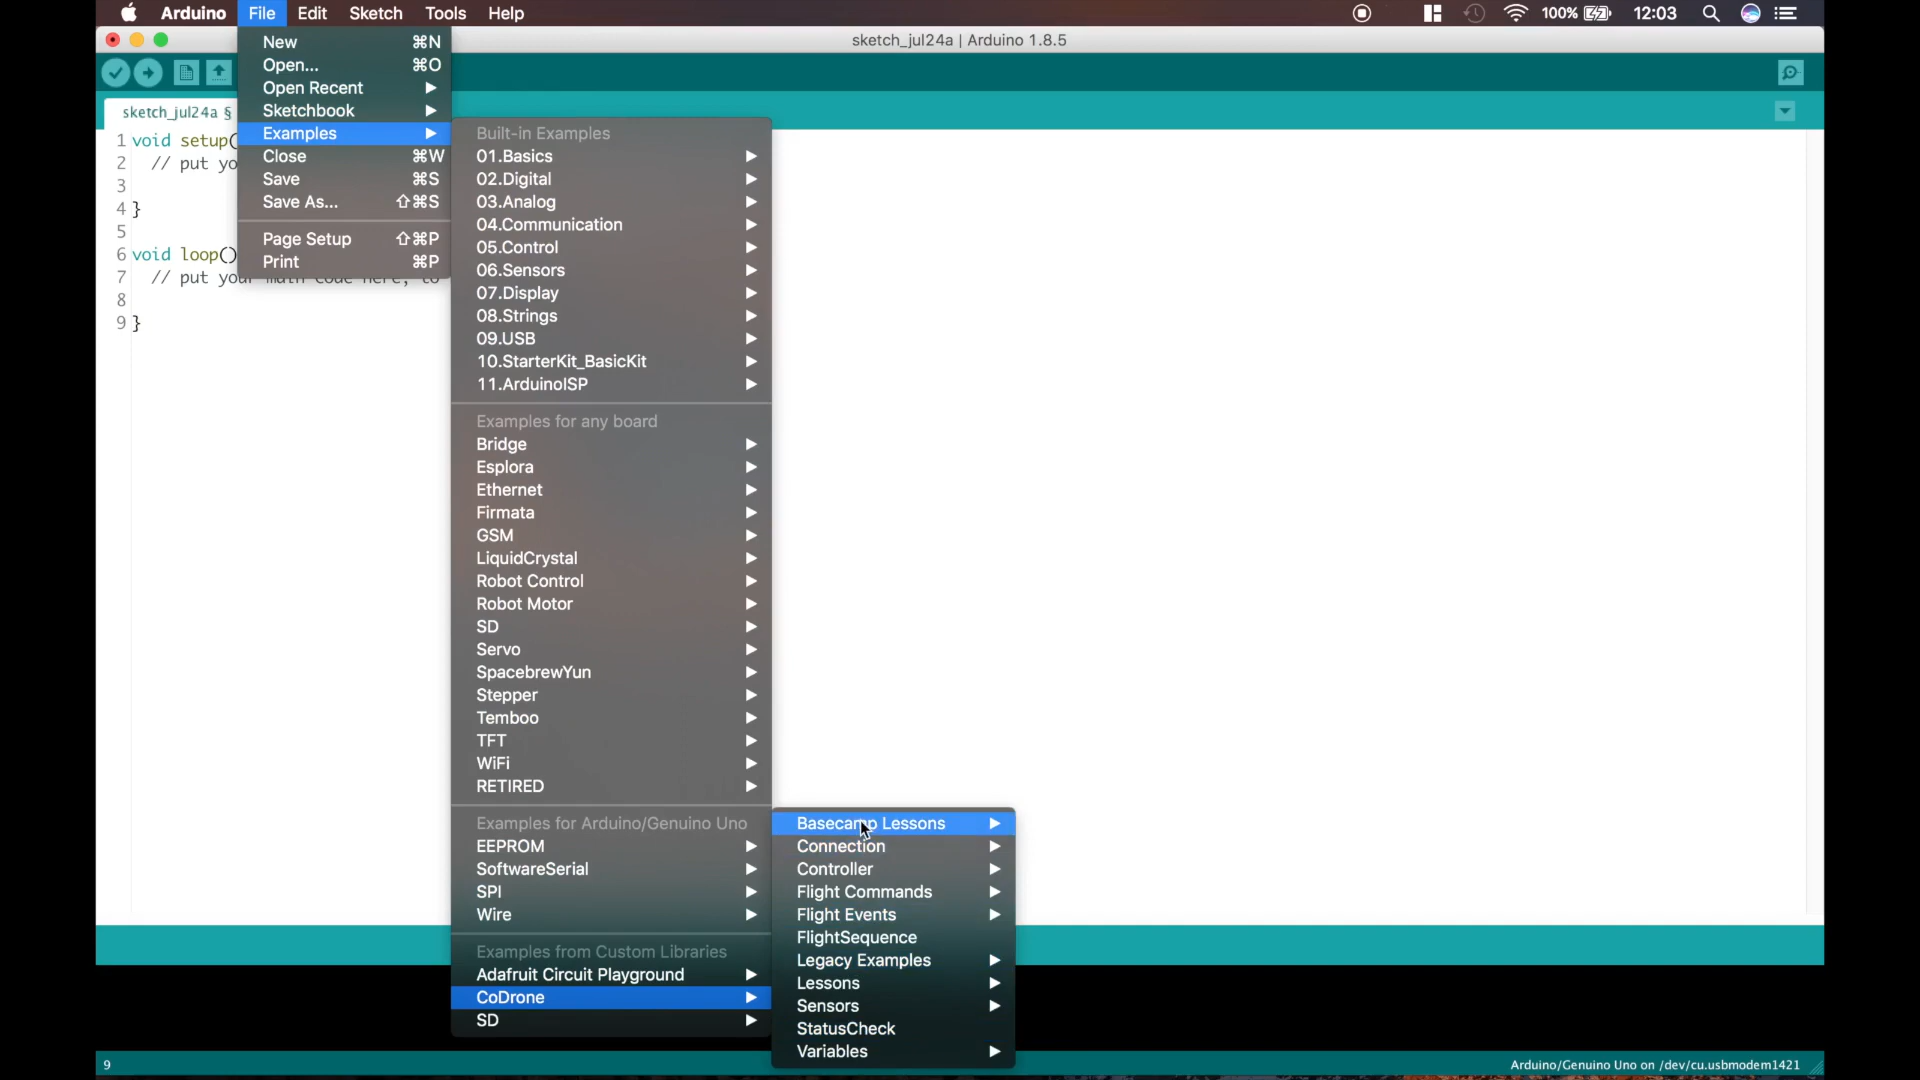 Arduino File Edit Sketch Tools Help 100% 12:03
sketch_jul24a | Arduino 1.8.5
sketch_jul24a §
1 void setup(
2 // put yo
3
4 }
5
6 void loop()
7 // put your main code here, to
8
9 }
New ⌘N
Open... ⌘O
Open Recent ▶
Sketchbook ▶
Examples ▶
Close ⌘W
Save ⌘S
Save As... ⇧⌘S
Page Setup ⇧⌘P
Print ⌘P
Built-in Examples
01.Basics ▶
02.Digital ▶
03.Analog ▶
04.Communication ▶
05.Control ▶
06.Sensors ▶
07.Display ▶
08.Strings ▶
09.USB ▶
10.StarterKit_BasicKit ▶
11.ArduinoISP ▶
Examples for any board
Bridge ▶
Esplora ▶
Ethernet ▶
Firmata ▶
GSM ▶
LiquidCrystal ▶
Robot Control ▶
Robot Motor ▶
SD ▶
Servo ▶
SpacebrewYun ▶
Stepper ▶
Temboo ▶
TFT ▶
WiFi ▶
RETIRED ▶
Examples for Arduino/Genuino Uno
EEPROM ▶
SoftwareSerial ▶
SPI ▶
Wire ▶
Examples from Custom Libraries
Adafruit Circuit Playground ▶
CoDrone ▶
SD ▶
Basecamp Lessons ▶
Connection ▶
Controller ▶
Flight Commands ▶
Flight Events ▶
FlightSequence
Legacy Examples ▶
Lessons ▶
Sensors ▶
StatusCheck
Variables ▶
9 Arduino/Genuino Uno on /dev/cu.usbmodem1421